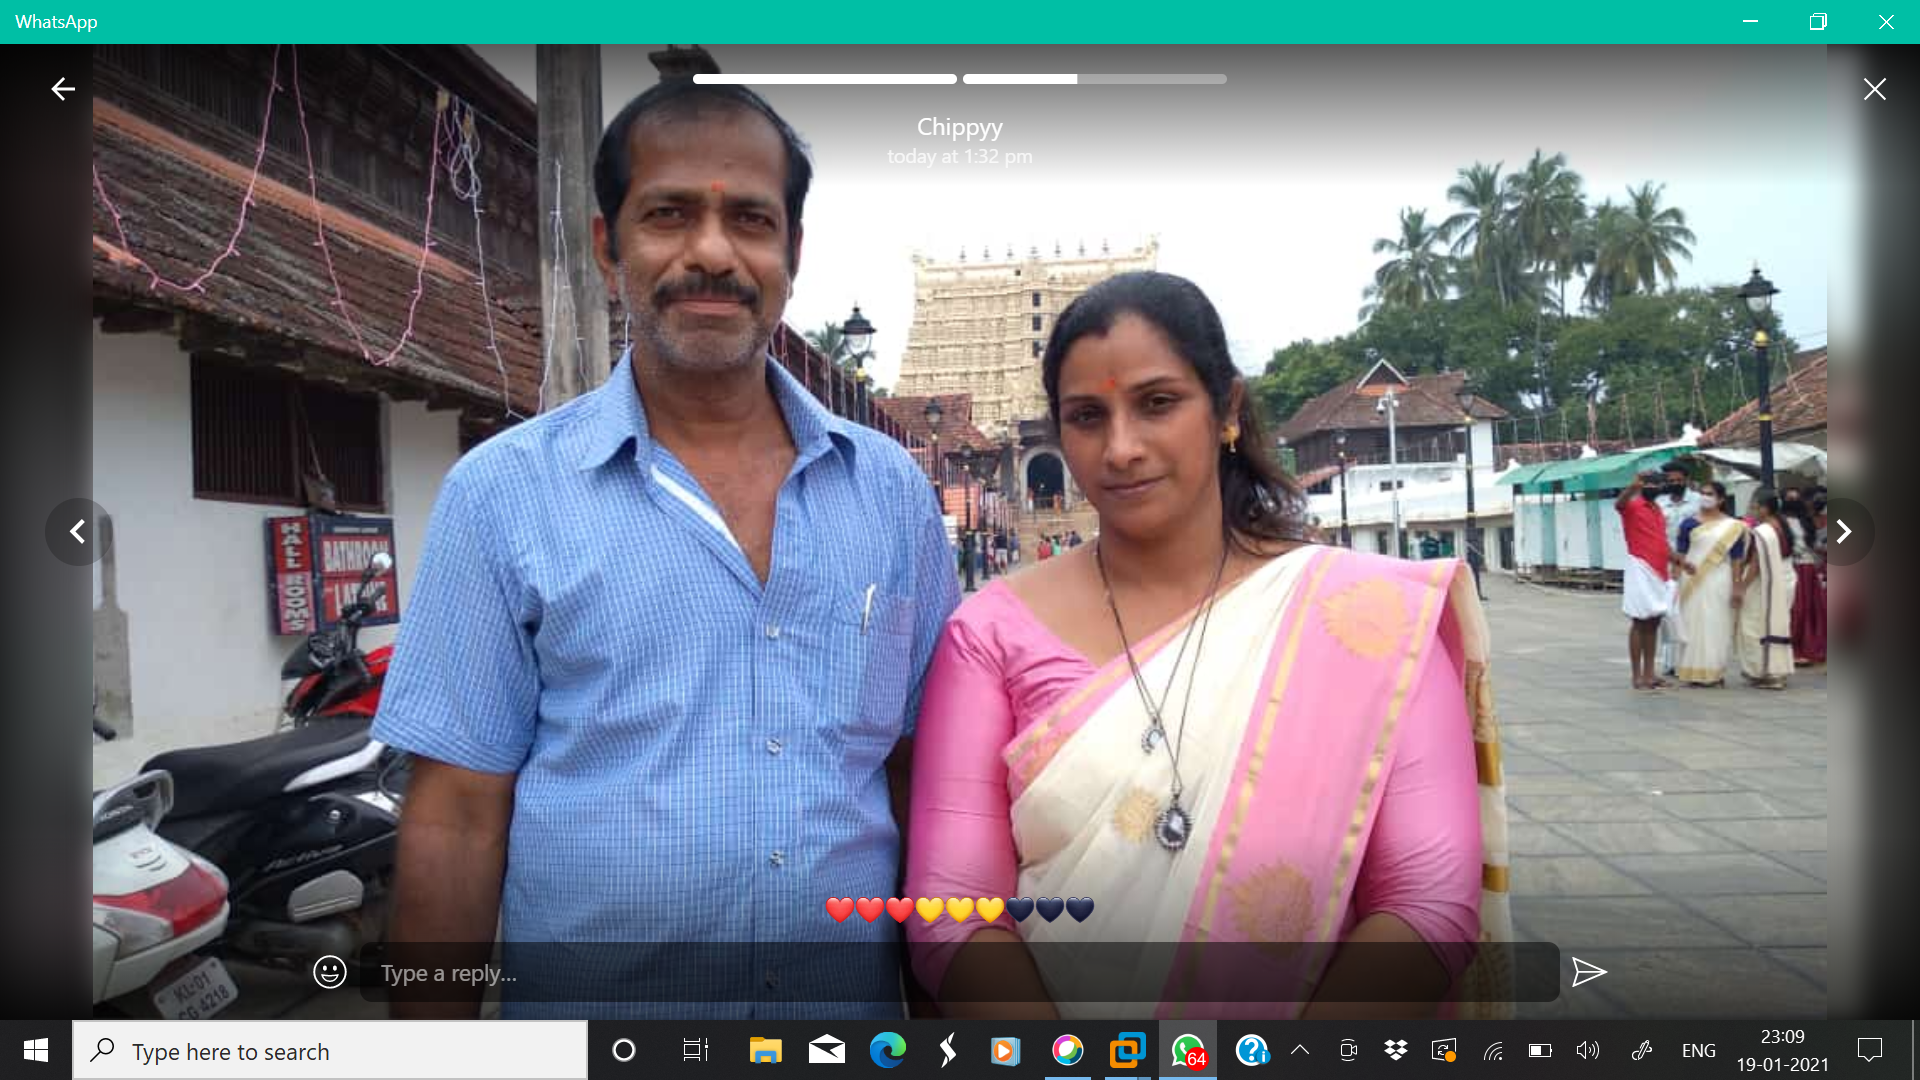 WhatsApp
Chippyy
today at 1:32 pm
HALL ROOMS
BATHROOM
KL-01
CG 4218
❤️❤️❤️💛💛💛🖤🖤🖤
Type a reply...
Type here to search
64
ENG
23:09
19-01-2021